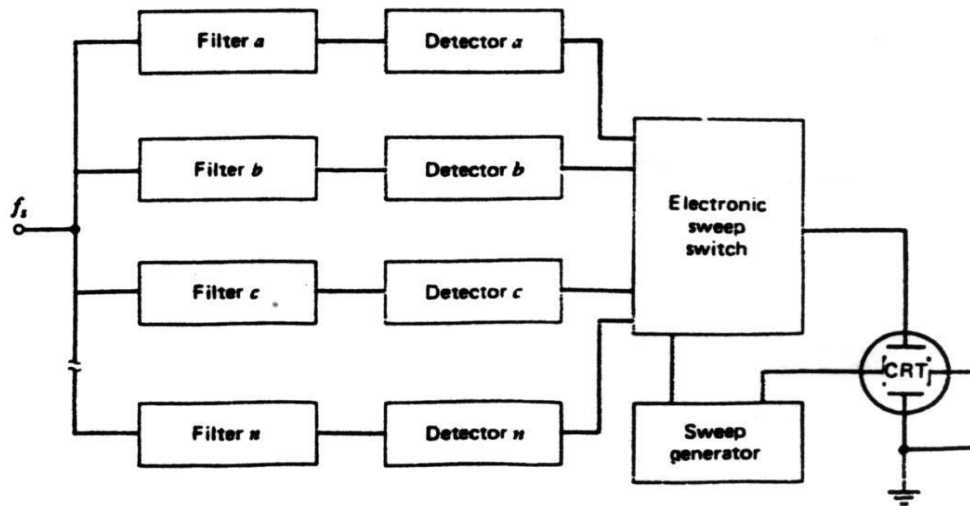 Filter a
Detector a
Filter b
Detector b
Electronic
sweep
switch
fs
Filter c
Detector c
CRT
Filter n
Detector n
Sweep
generator